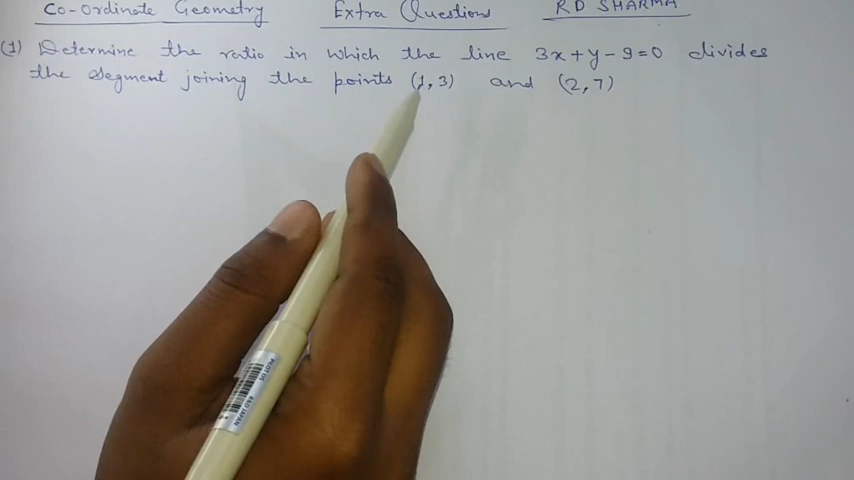 Co-Ordinate Geometry Extra Questions RD SHARMA
(1) Determine the ratio in which the line 3x+y-9=0 divides
the segment joining the points (1,3) and (2,7)